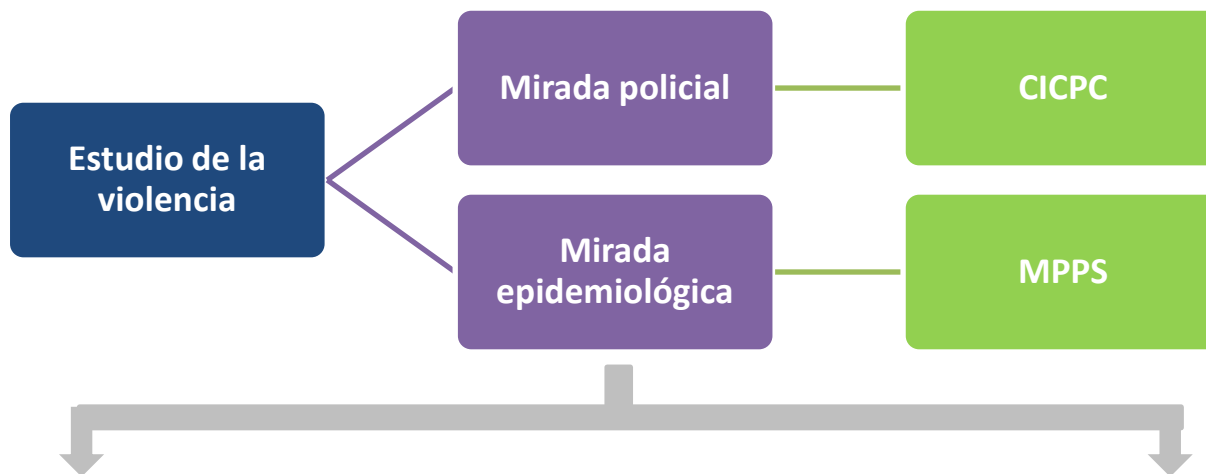 Estudio de la
violencia
Mirada policial
CICPC
Mirada
epidemiológica
MPPS